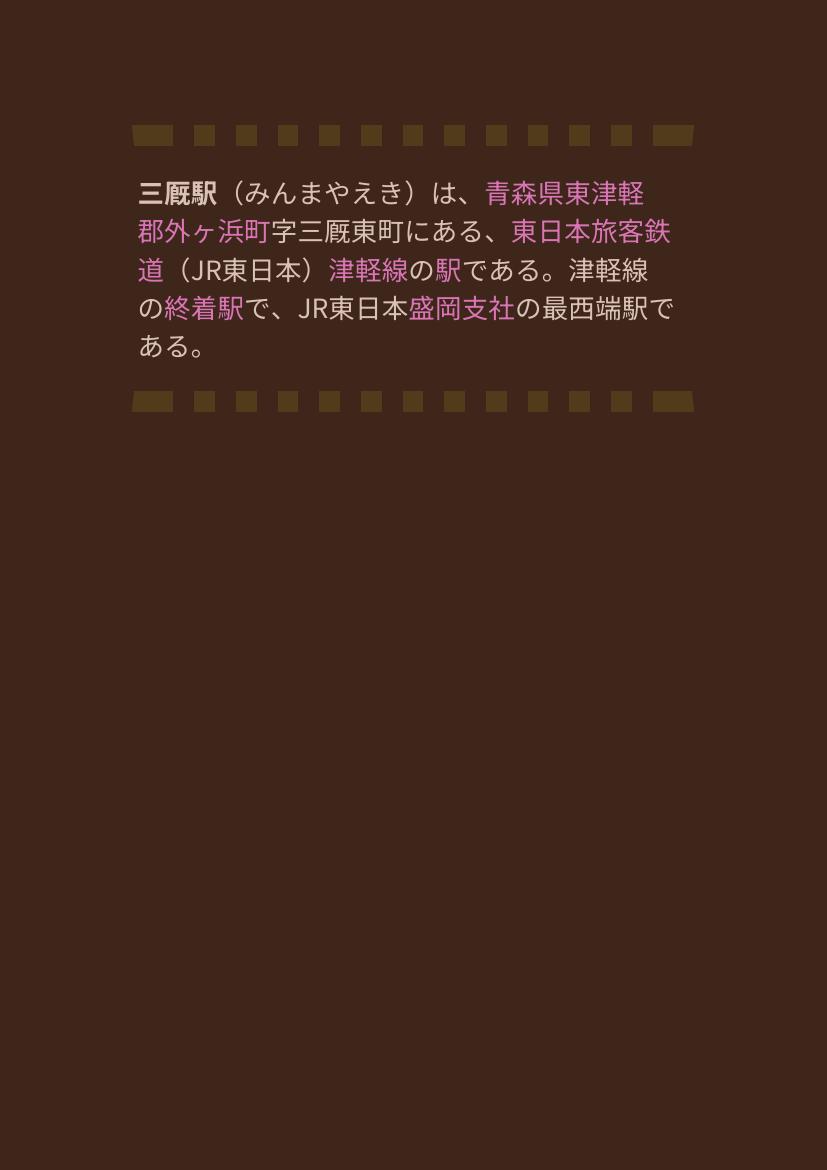 三厩駅（みんまやえき）は、青森県東津軽
郡外ヶ浜町字三厩東町にある、東日本旅客鉄
道（JR東日本）津軽線の駅である。津軽線
の終着駅で、JR東日本盛岡支社の最西端駅で
ある。